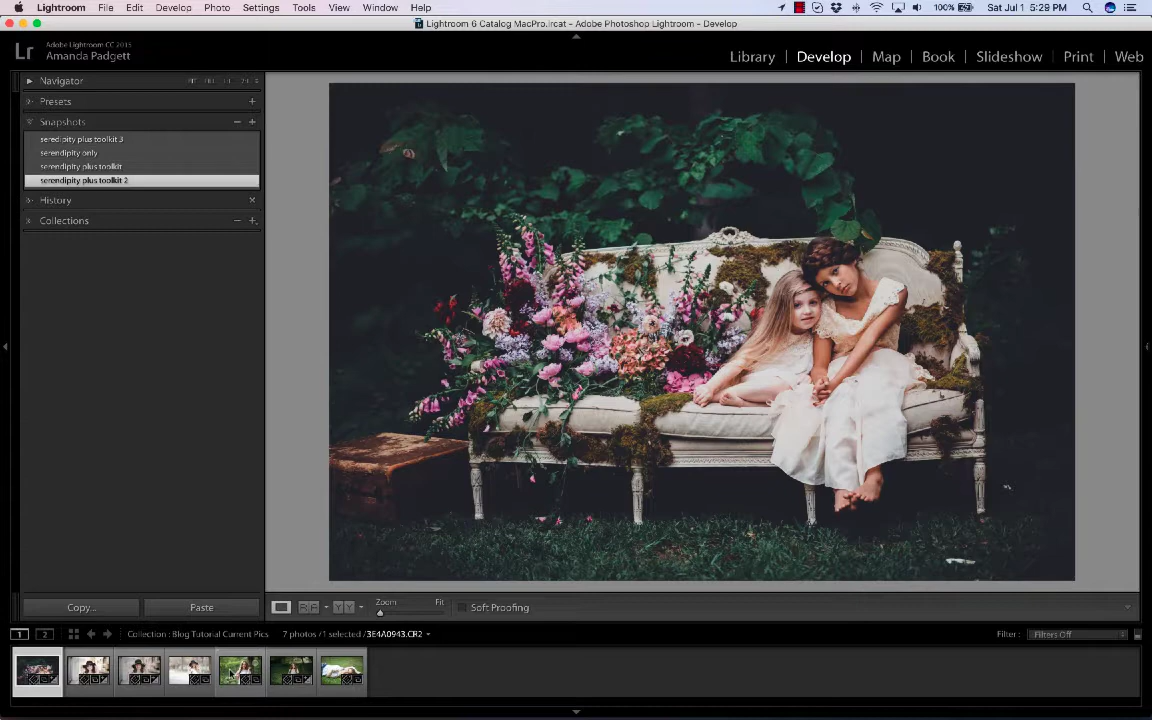 Lightroom File Edit Develop Photo Settings Tools View Window Help 100% Sat Jul 1 5:29 PM
Lightroom 6 Catalog MacPro.lrcat - Adobe Photoshop Lightroom - Develop
Lr Adobe Lightroom CC 2015
Amanda Padgett
Library | Develop | Map | Book | Slideshow | Print | Web
Navigator
Presets +
Snapshots - +
seredipity plus toolkit 3
serendipity only
serendipity plus toolkit
serendipity plus toolkit 2
History ×
Collections - +
Copy... Paste
Zoom Fit Soft Proofing
1 2 Collection : Blog Tutorial Current Pics 7 photos / 1 selected / 3E4A0943.CR2 Filter : Filters Off